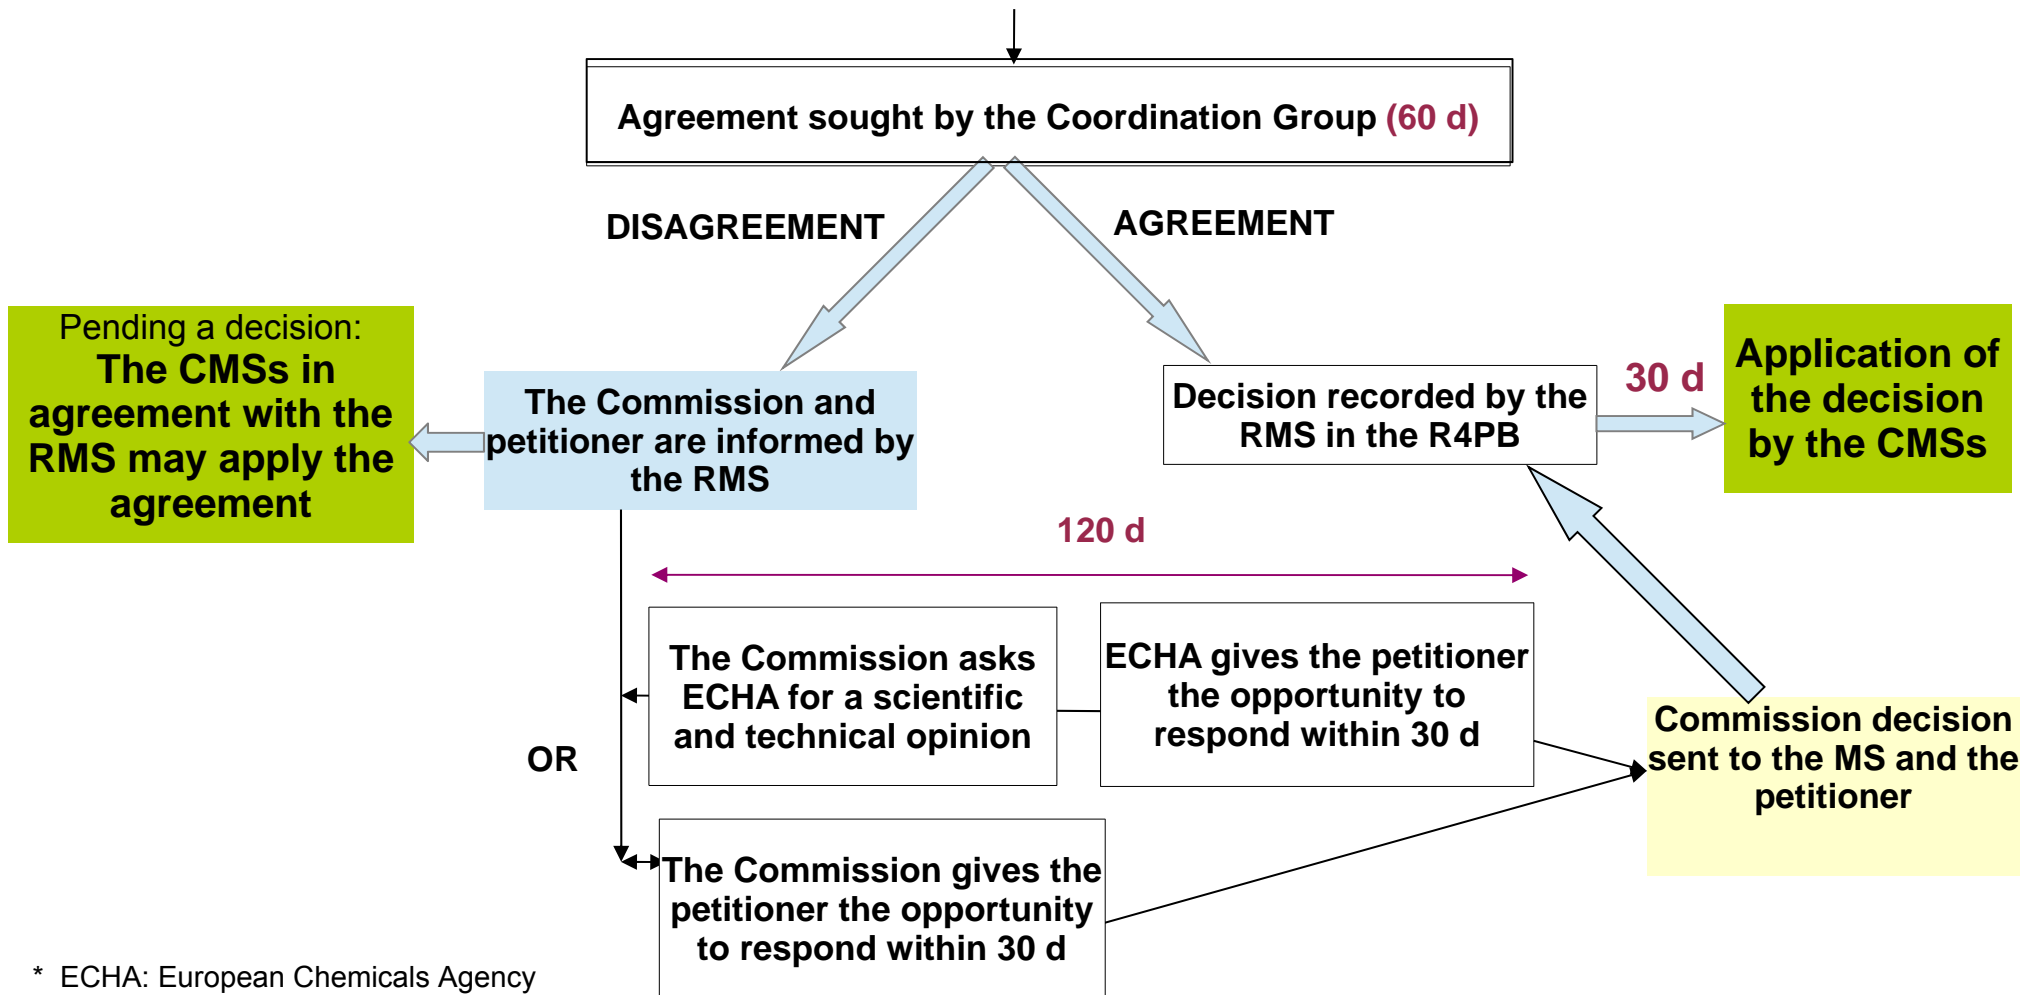 Agreement sought by the Coordination Group (60 d)
DISAGREEMENT
AGREEMENT
Pending a decision:
The CMSs in
agreement with the
RMS may apply the
agreement
The Commission and
petitioner are informed by
the RMS
Decision recorded by the
RMS in the R4PB
30 d
Application of
the decision
by the CMSs
120 d
The Commission asks
ECHA for a scientific
and technical opinion
ECHA gives the petitioner
the opportunity to
respond within 30 d
Commission decision
sent to the MS and the
petitioner
OR
The Commission gives the
petitioner the opportunity
to respond within 30 d
* ECHA: European Chemicals Agency